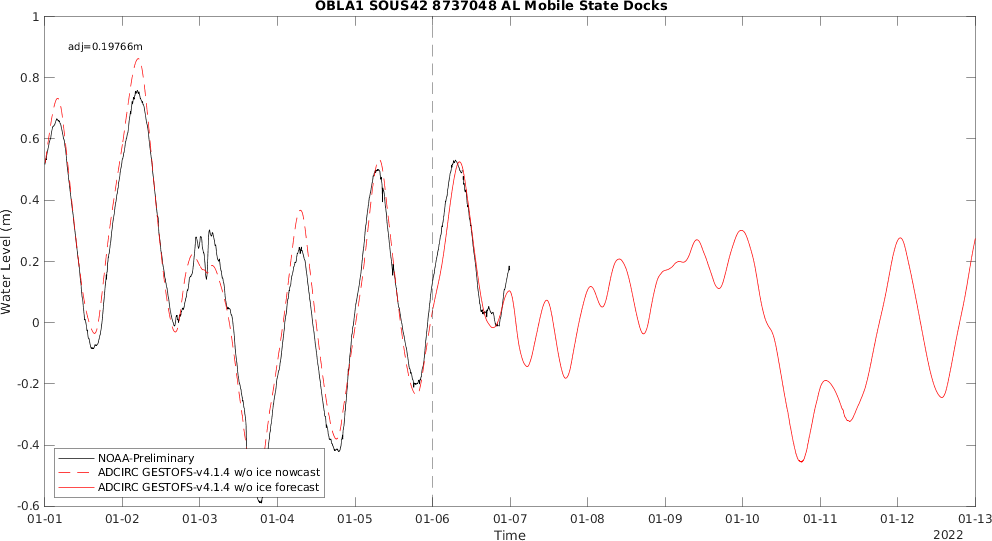 OBLA1 SOUS42 8737048 AL Mobile State Docks
adj=0.19766m
1
0.8
0.6
0.4
0.2
0
-0.2
-0.4
-0.6
Water Level (m)
NOAA-Preliminary
ADCIRC GESTOFS-v4.1.4 w/o ice nowcast
ADCIRC GESTOFS-v4.1.4 w/o ice forecast
01-01 01-02 01-03 01-04 01-05 01-06 01-07 01-08 01-09 01-10 01-11 01-12 01-13
Time
2022